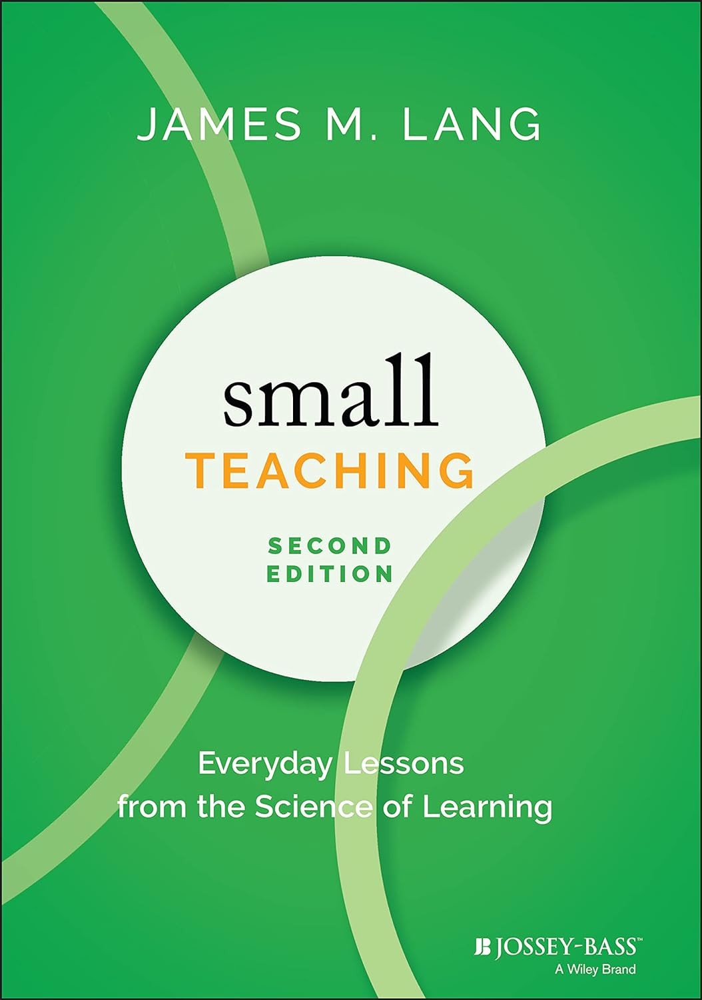 JAMES M. LANG
small
TEACHING
SECOND
EDITION
Everyday Lessons
from the Science of Learning
JB JOSSEY-BASS™
A Wiley Brand